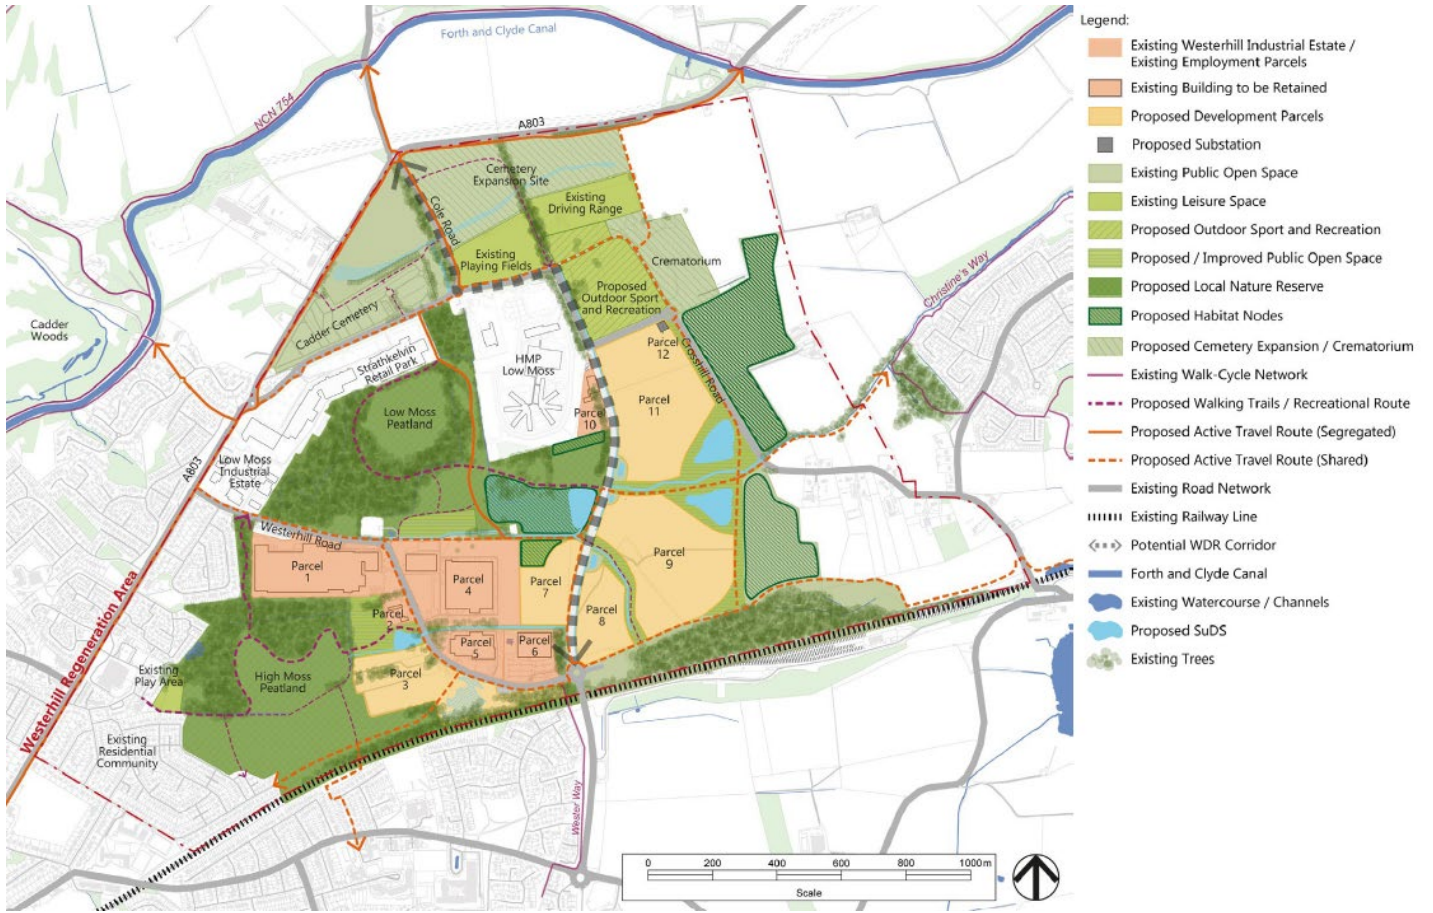 Forth and Clyde Canal
NCN 754
A803
Cemetery
Expansion Site
Existing
Driving Range
Cole Road
Existing
Playing Fields
Crematorium
Proposed
Outdoor Sport
and Recreation
Christine's Way
Cadder
Woods
Cadder Cemetery
Strathkelvin
Retail Park
HMP
Low Moss
Parcel
12
Crosshill Road
Parcel
11
Parcel
10
Low Moss
Peatland
A803
Low Moss
Industrial
Estate
Westerhill Road
Parcel
1
Parcel
4
Parcel
7
Parcel
9
Parcel
2
Parcel
8
Parcel
5
Parcel
6
Parcel
3
Existing
Play Area
High Moss
Peatland
Westerhill Regeneration Area
Existing
Residential
Community
Wester Way
0 200 400 600 800 1000m
Scale
Legend:
Existing Westerhill Industrial Estate /
Existing Employment Parcels
Existing Building to be Retained
Proposed Development Parcels
Proposed Substation
Existing Public Open Space
Existing Leisure Space
Proposed Outdoor Sport and Recreation
Proposed / Improved Public Open Space
Proposed Local Nature Reserve
Proposed Habitat Nodes
Proposed Cemetery Expansion / Crematorium
Existing Walk-Cycle Network
Proposed Walking Trails / Recreational Route
Proposed Active Travel Route (Segregated)
Proposed Active Travel Route (Shared)
Existing Road Network
Existing Railway Line
Potential WDR Corridor
Forth and Clyde Canal
Existing Watercourse / Channels
Proposed SuDS
Existing Trees